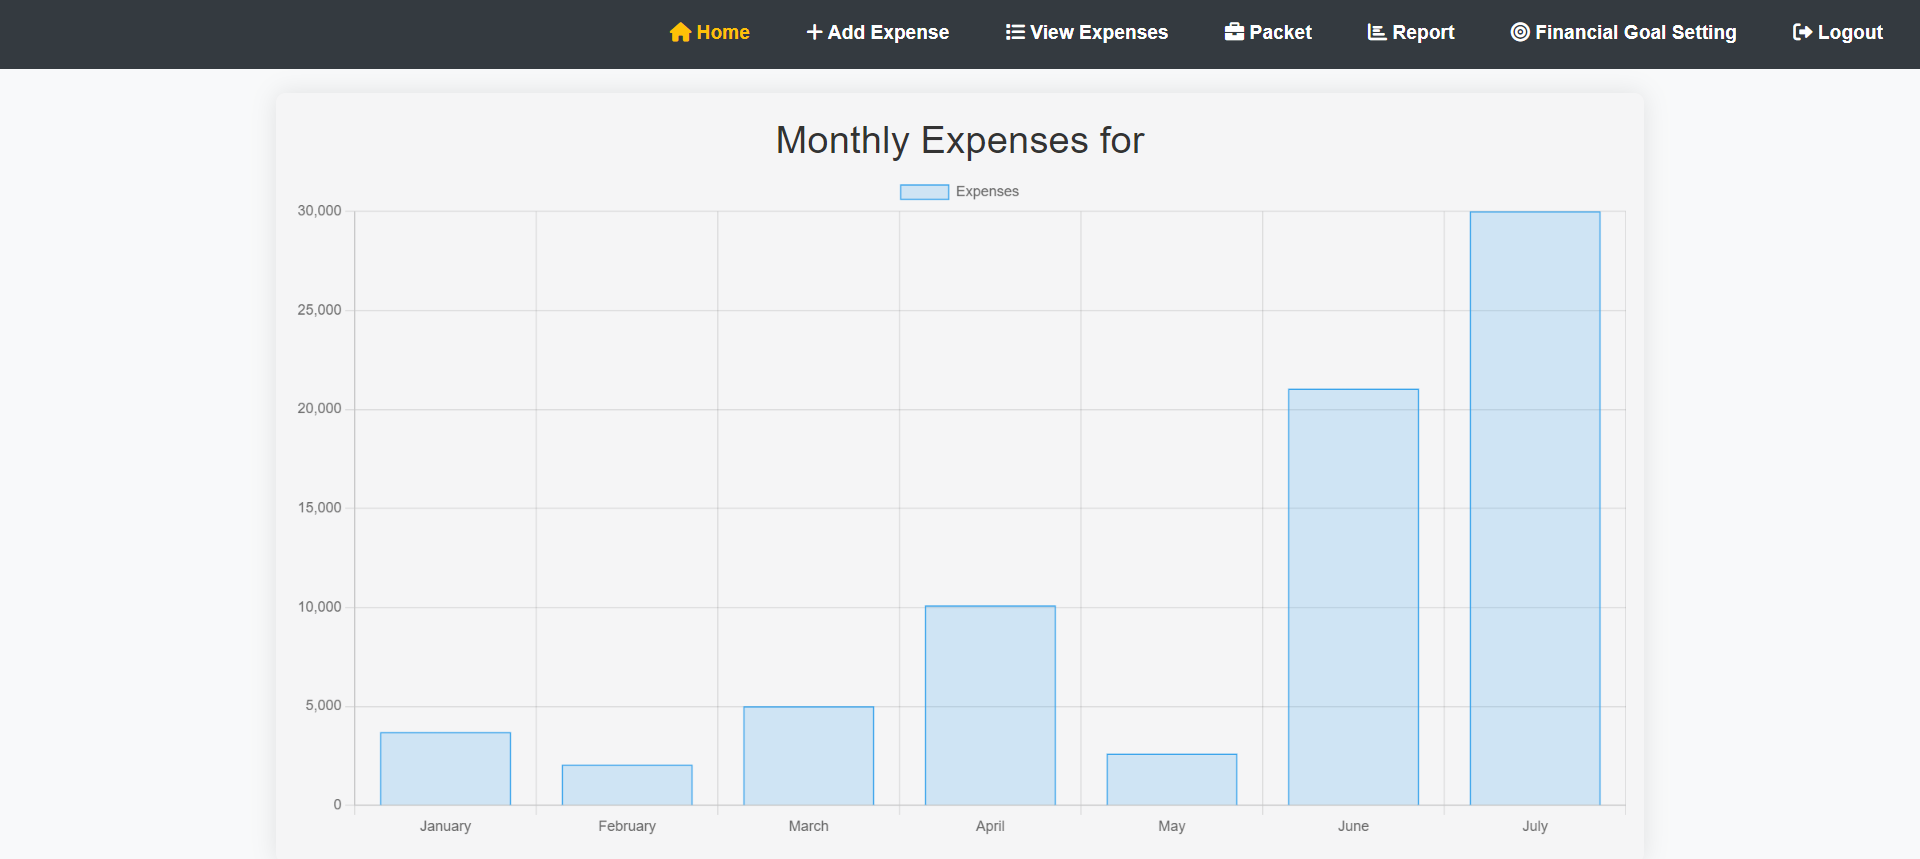 Home Add Expense View Expenses Packet Report Financial Goal Setting Logout
Monthly Expenses for
Expenses
30,000
25,000
20,000
15,000
10,000
5,000
0
January February March April May June July